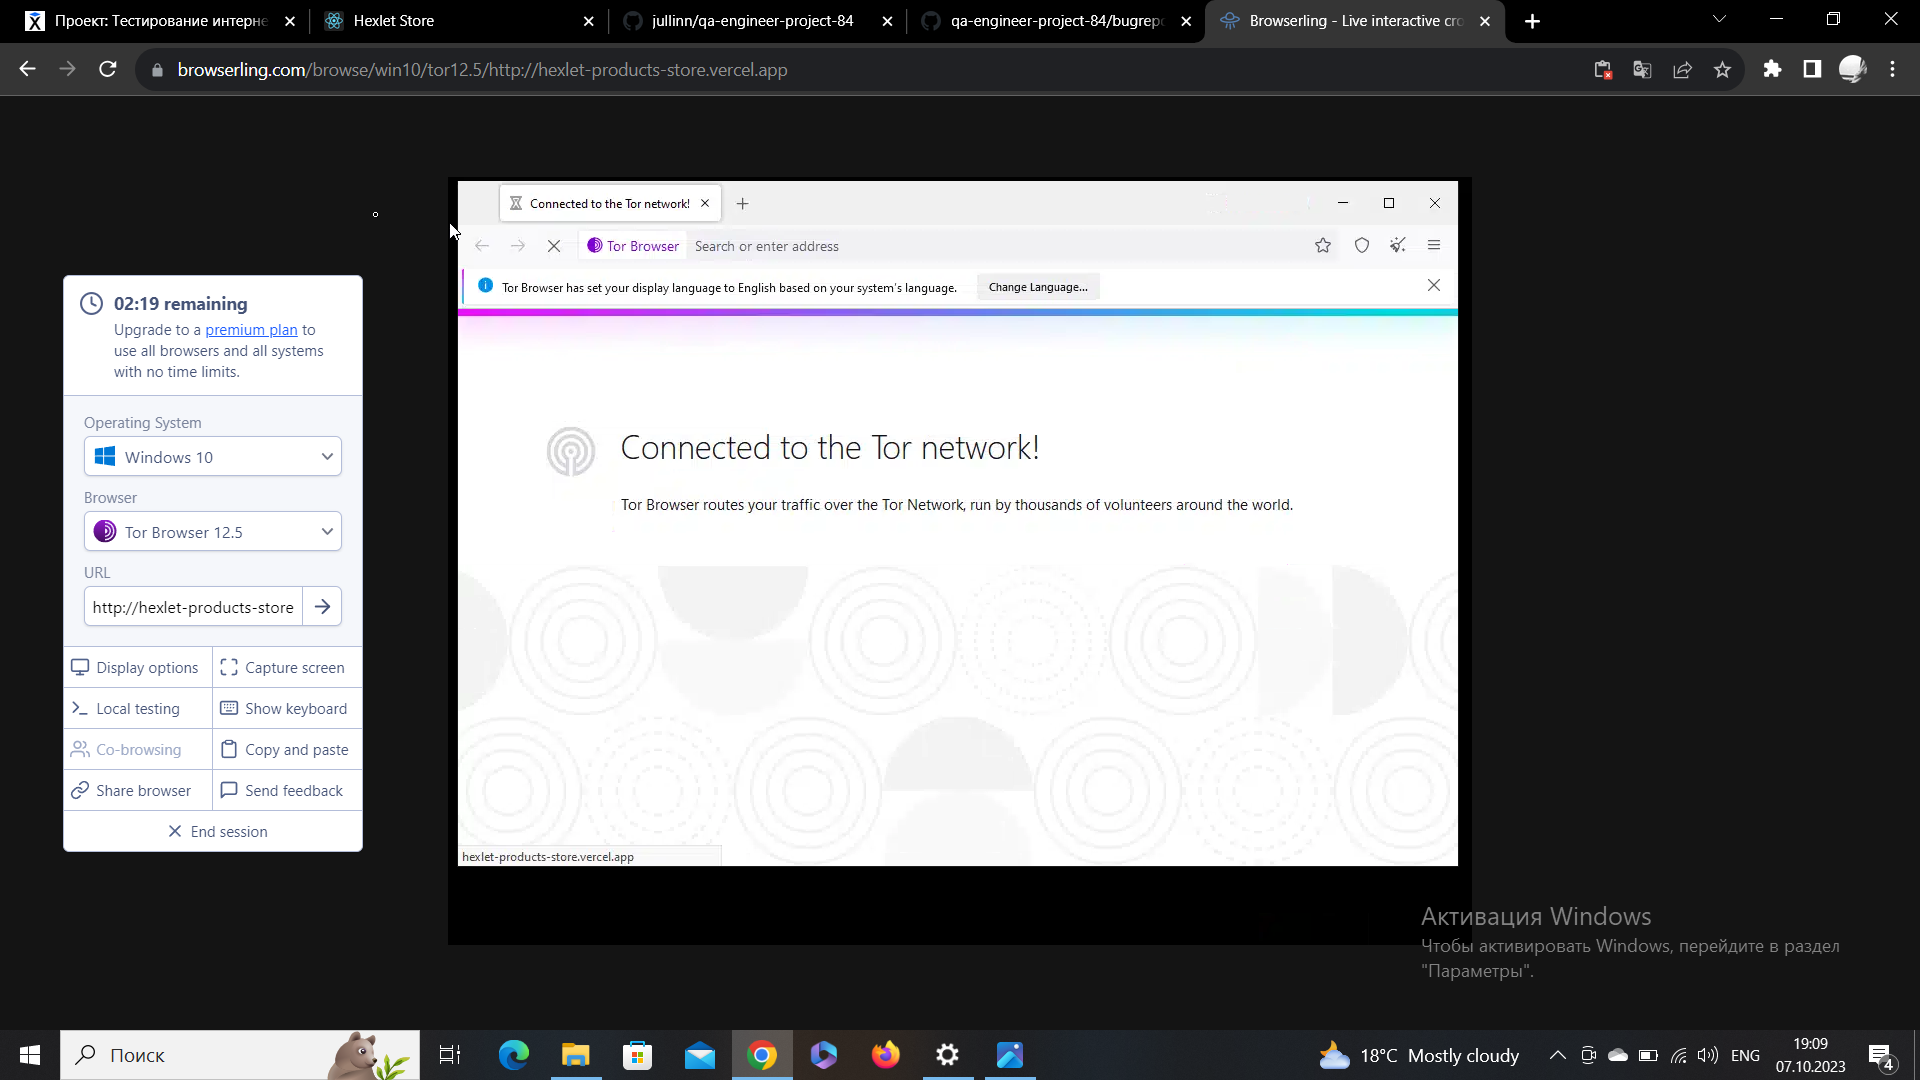 Проект: Тестирование интерне
Hexlet Store
jullinn/qa-engineer-project-84
qa-engineer-project-84/bugrepo
Browserling - Live interactive cro
browserling.com/browse/win10/tor12.5/http://hexlet-products-store.vercel.app
Connected to the Tor network!
Tor Browser
Search or enter address
Tor Browser has set your display language to English based on your system's language.
Change Language...
02:19 remaining
Upgrade to a premium plan to
use all browsers and all systems
with no time limits.
Operating System
Windows 10
Browser
Tor Browser 12.5
URL
http://hexlet-products-store
Display options
Capture screen
Local testing
Show keyboard
Co-browsing
Copy and paste
Share browser
Send feedback
End session
Connected to the Tor network!
Tor Browser routes your traffic over the Tor Network, run by thousands of volunteers around the world.
hexlet-products-store.vercel.app
Активация Windows
Чтобы активировать Windows, перейдите в раздел
"Параметры".
Поиск
18°C Mostly cloudy
ENG
19:09
07.10.2023
4